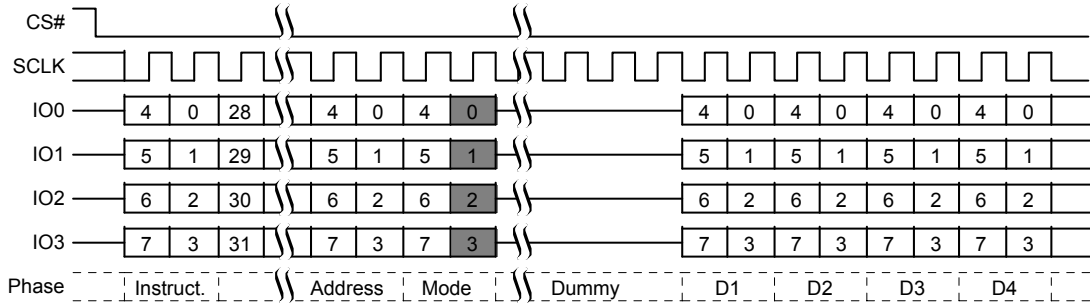 CS#
SCLK
IO0 4 0 28 4 0 4 0 4 0 4 0 4 0 4 0
IO1 5 1 29 5 1 5 1 5 1 5 1 5 1 5 1
IO2 6 2 30 6 2 6 2 6 2 6 2 6 2 6 2
IO3 7 3 31 7 3 7 3 7 3 7 3 7 3 7 3
Phase Instruct. Address Mode Dummy D1 D2 D3 D4